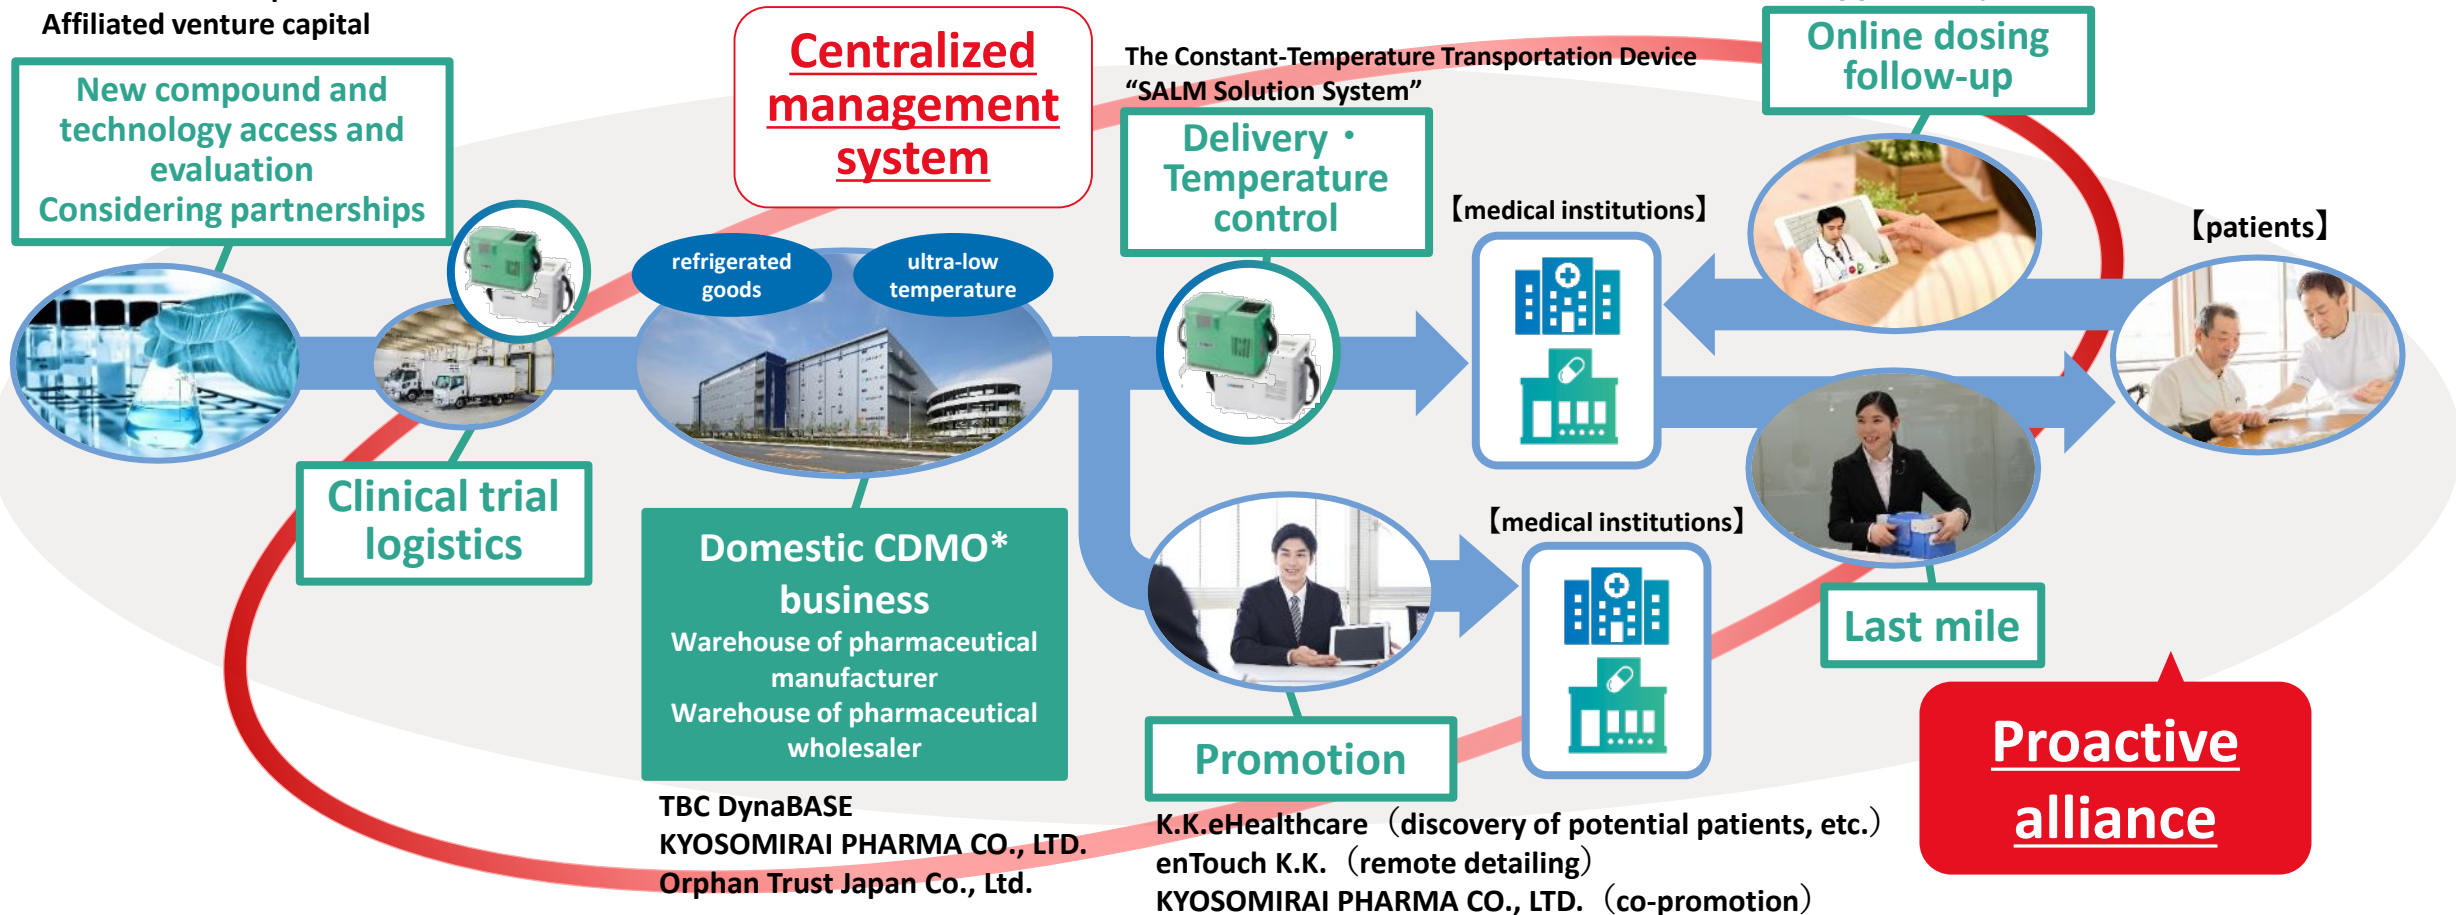 Affiliated venture capital
New compound and
technology access and
evaluation
Considering partnerships
Centralized
management
system
The Constant-Temperature Transportation Device
“SALM Solution System”
Delivery・
Temperature
control
Online dosing
follow-up
【medical institutions】
【patients】
refrigerated
goods
ultra-low
temperature
Clinical trial
logistics
Domestic CDMO*
business
Warehouse of pharmaceutical
manufacturer
Warehouse of pharmaceutical
wholesaler
TBC DynaBASE
KYOSOMIRAI PHARMA CO., LTD.
Orphan Trust Japan Co., Ltd.
【medical institutions】
Promotion
K.K.eHealthcare（discovery of potential patients, etc.）
enTouch K.K.（remote detailing）
KYOSOMIRAI PHARMA CO., LTD.（co-promotion）
Last mile
Proactive
alliance